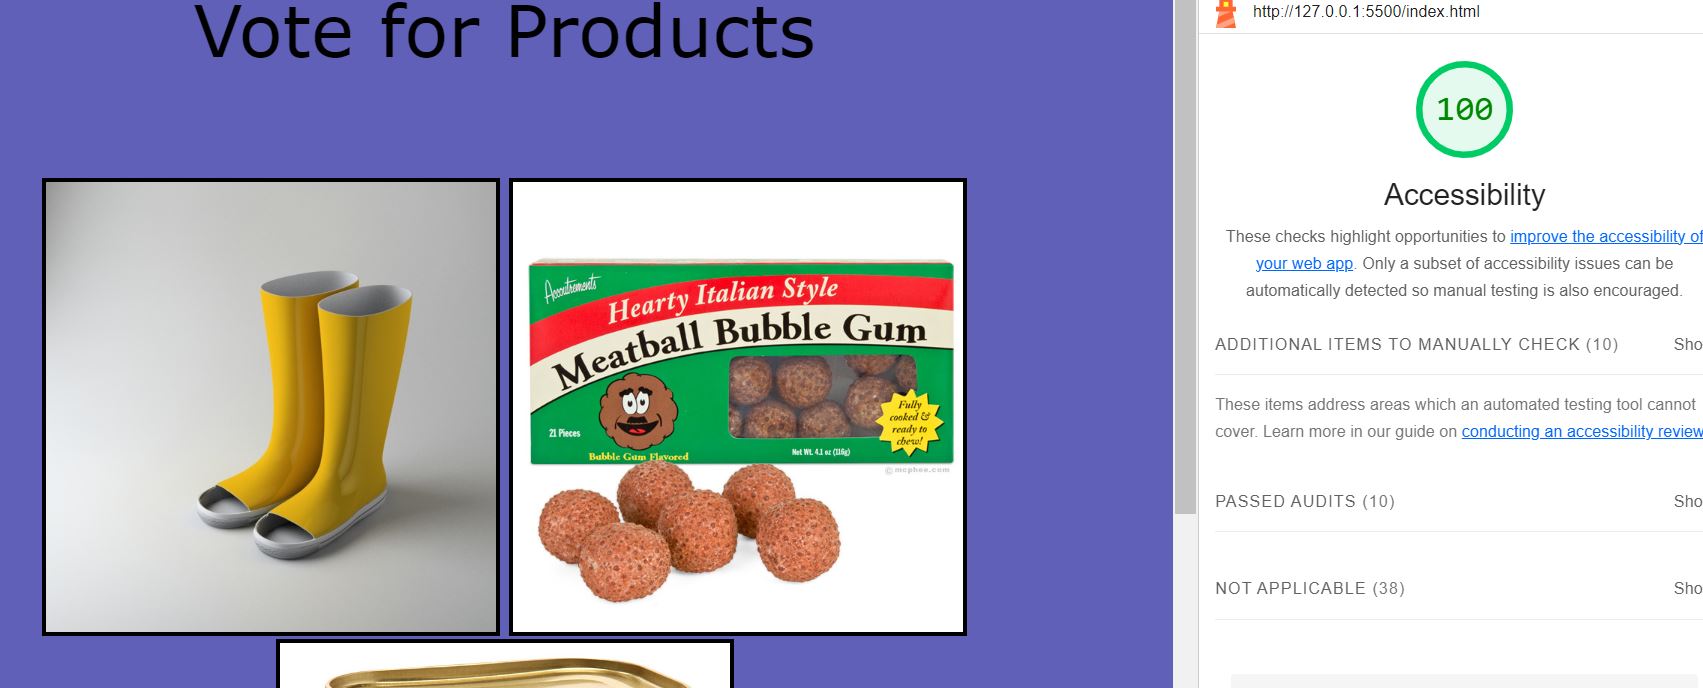 Vote for Products
Accoutrements
Hearty Italian Style
Meatball Bubble Gum
Fully
cooked &
ready to
chew!
21 Pieces
Bubble Gum Flavored
Net Wt. 4.1 oz (116g)
© mcphee.com
http://127.0.0.1:5500/index.html
100
Accessibility
These checks highlight opportunities to improve the accessibility of
your web app. Only a subset of accessibility issues can be
automatically detected so manual testing is also encouraged.
ADDITIONAL ITEMS TO MANUALLY CHECK (10) Sho
These items address areas which an automated testing tool cannot
cover. Learn more in our guide on conducting an accessibility review
PASSED AUDITS (10) Sho
NOT APPLICABLE (38) Sho